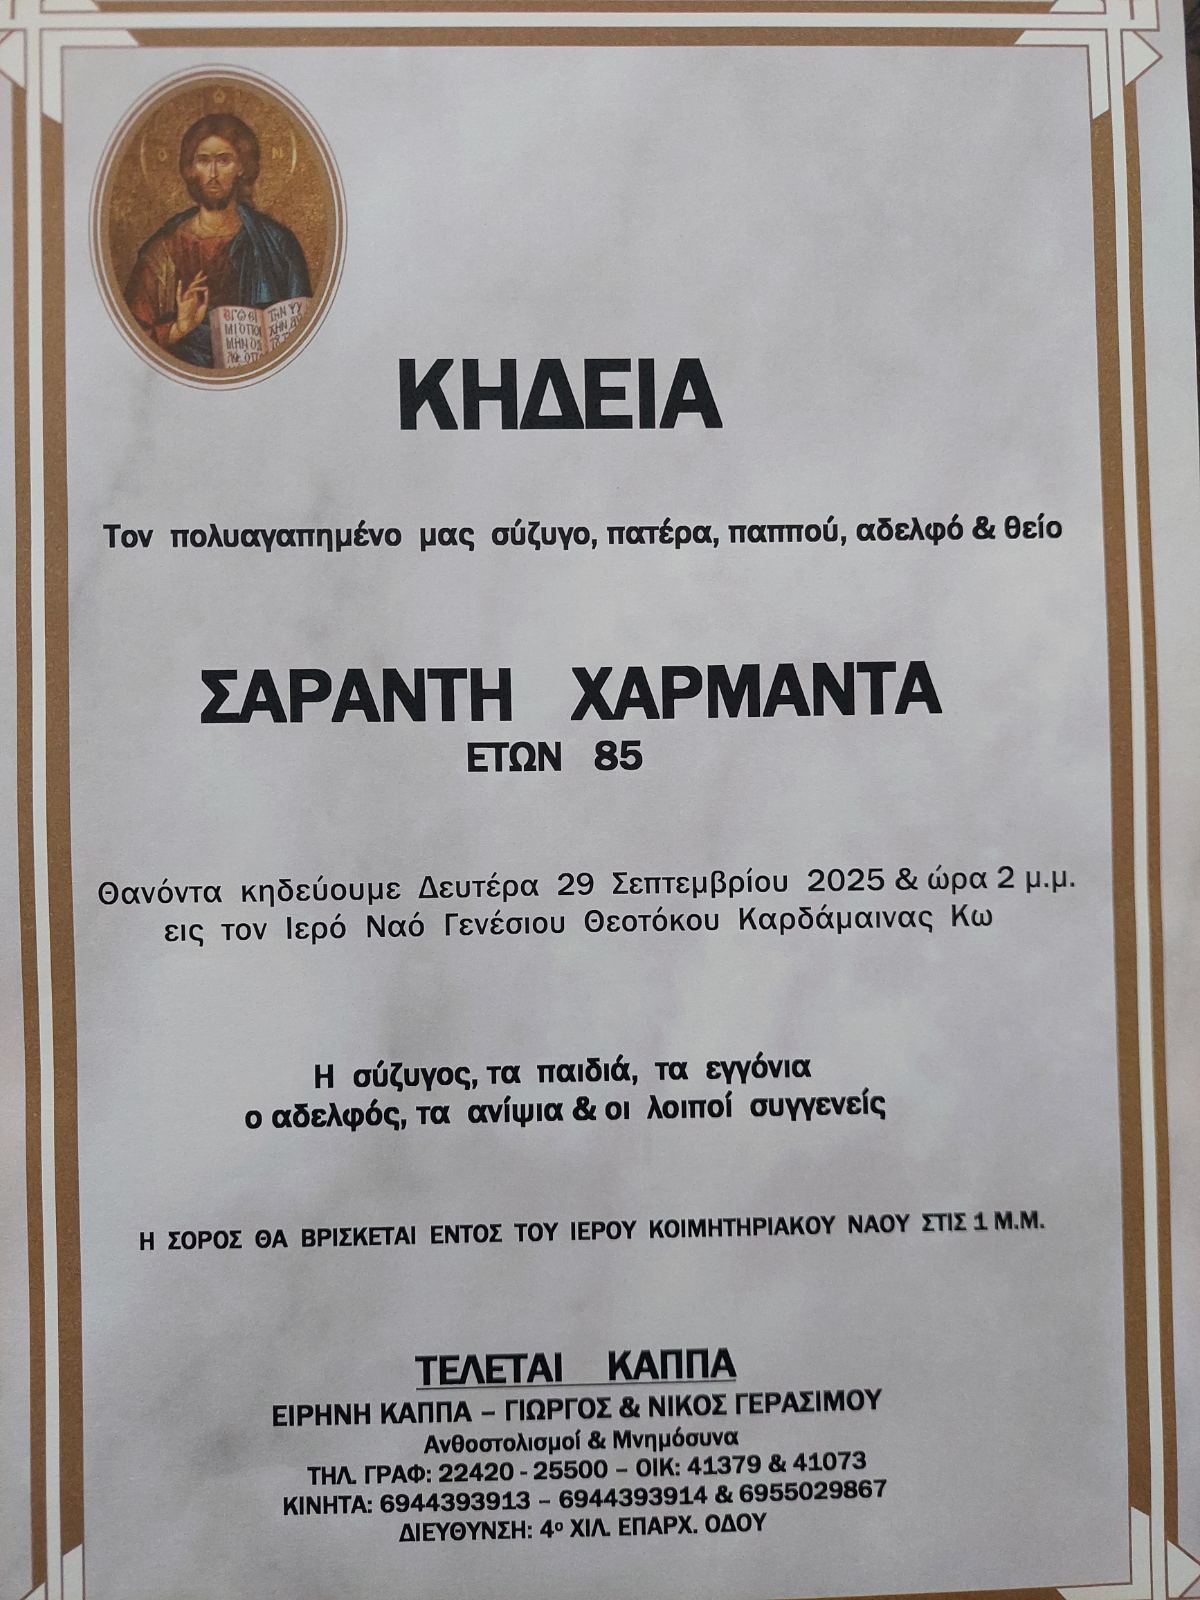 ΚΗΔΕΙΑ
Τον πολυαγαπημένο μας σύζυγο, πατέρα, παππού, αδελφό & θείο
ΣΑΡΑΝΤΗ ΧΑΡΜΑΝΤΑ
ΕΤΩΝ 85
Θανόντα κηδεύουμε Δευτέρα 29 Σεπτεμβρίου 2025 & ώρα 2 μ.μ.
εις τον Ιερό Ναό Γενέσιου Θεοτόκου Καρδάμαινας Κω
Η σύζυγος, τα παιδιά, τα εγγόνια
ο αδελφός, τα ανίψια & οι λοιποί συγγενείς
Η ΣΟΡΟΣ ΘΑ ΒΡΙΣΚΕΤΑΙ ΕΝΤΟΣ ΤΟΥ ΙΕΡΟΥ ΚΟΙΜΗΤΗΡΙΑΚΟΥ ΝΑΟΥ ΣΤΙΣ 1 Μ.Μ.
ΤΕΛΕΤΑΙ ΚΑΠΠΑ
ΕΙΡΗΝΗ ΚΑΠΠΑ – ΓΙΩΡΓΟΣ & ΝΙΚΟΣ ΓΕΡΑΣΙΜΟΥ
Ανθοστολισμοί & Μνημόσυνα
ΤΗΛ. ΓΡΑΦ: 22420 - 25500 – ΟΙΚ: 41379 & 41073
ΚΙΝΗΤΑ: 6944393913 – 6944393914 & 6955029867
ΔΙΕΥΘΥΝΣΗ: 4º ΧΙΛ. ΕΠΑΡΧ. ΟΔΟΥ